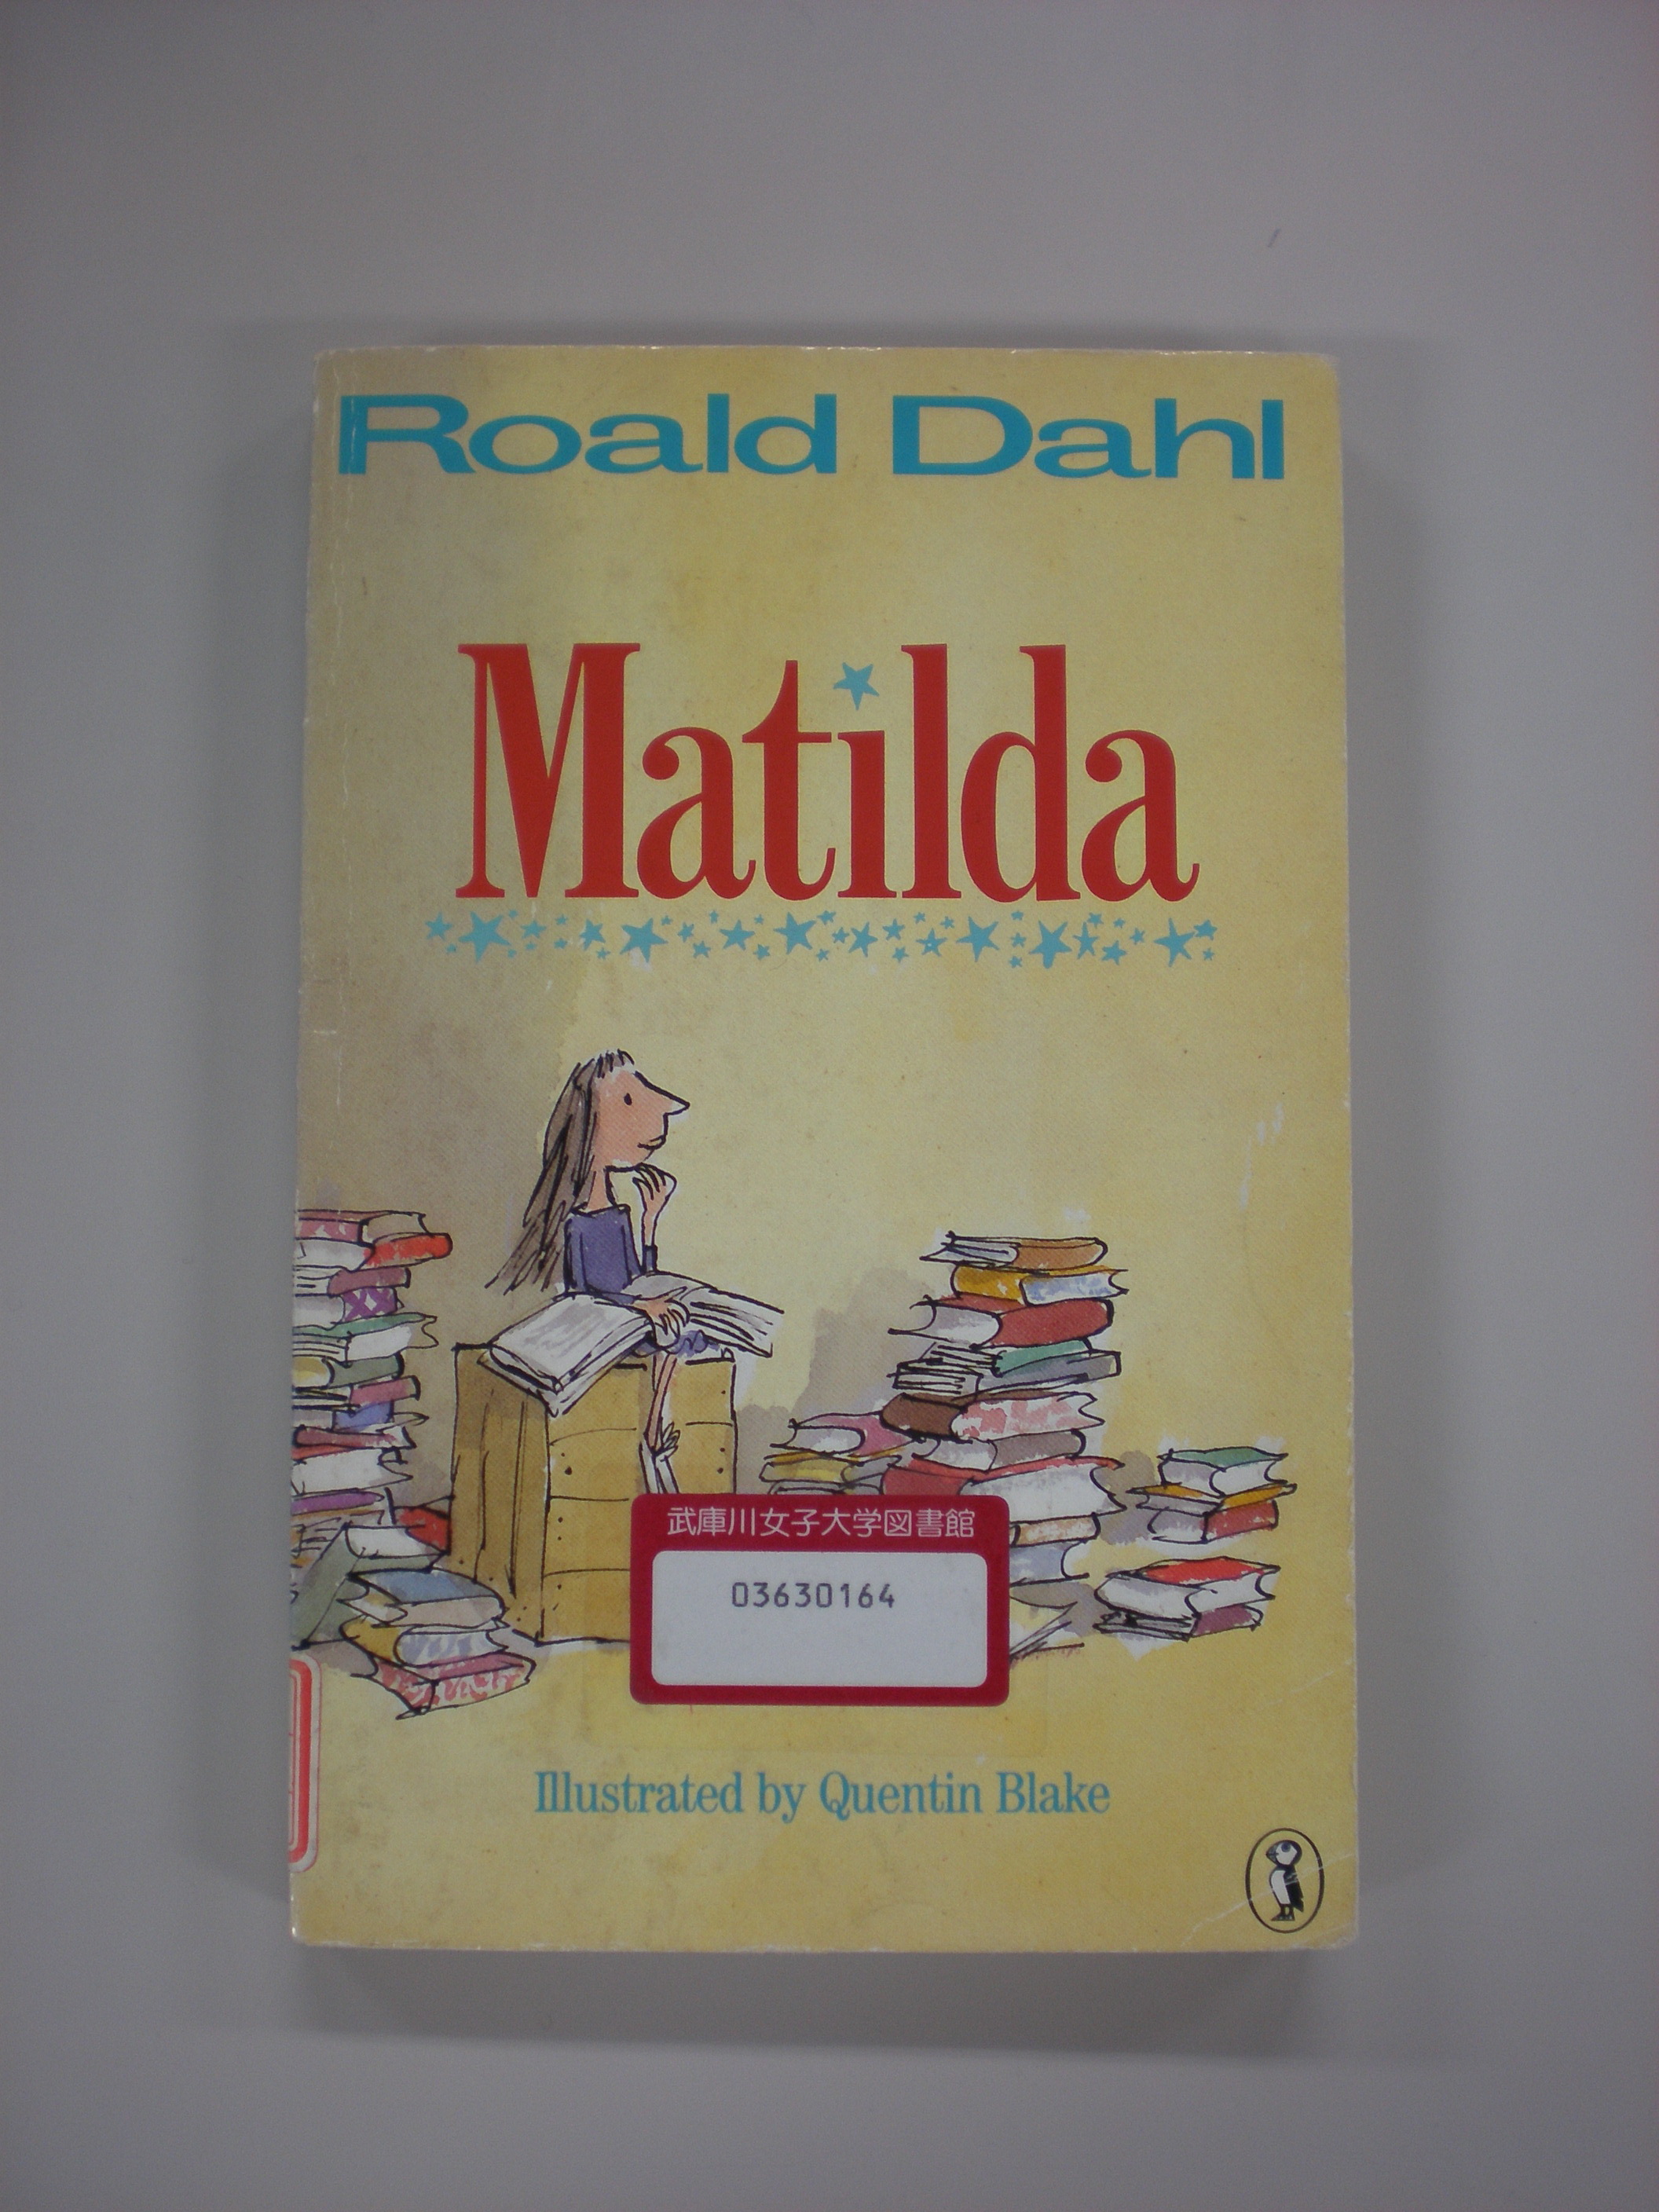 Roald Dahl
Matilda
武庫川女子大学図書館
03630164
Illustrated by Quentin Blake